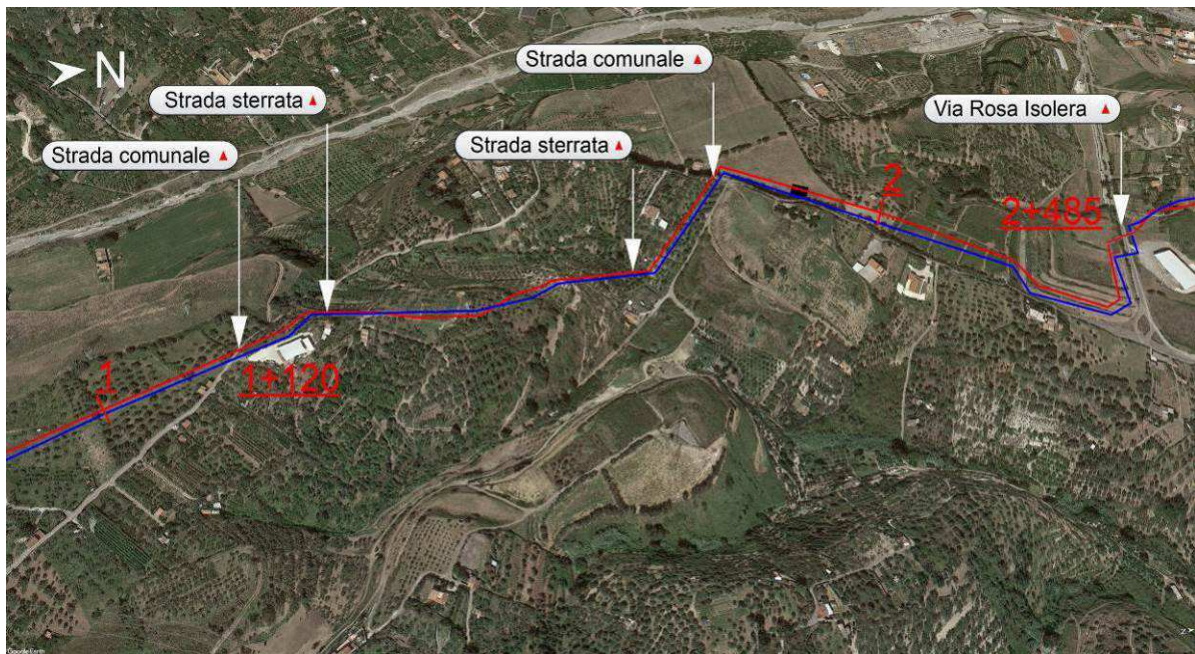 N
Strada comunale
Strada sterrata
Strada sterrata
Strada comunale
Via Rosa Isolera
1
1+120
2
2+485
Google Earth